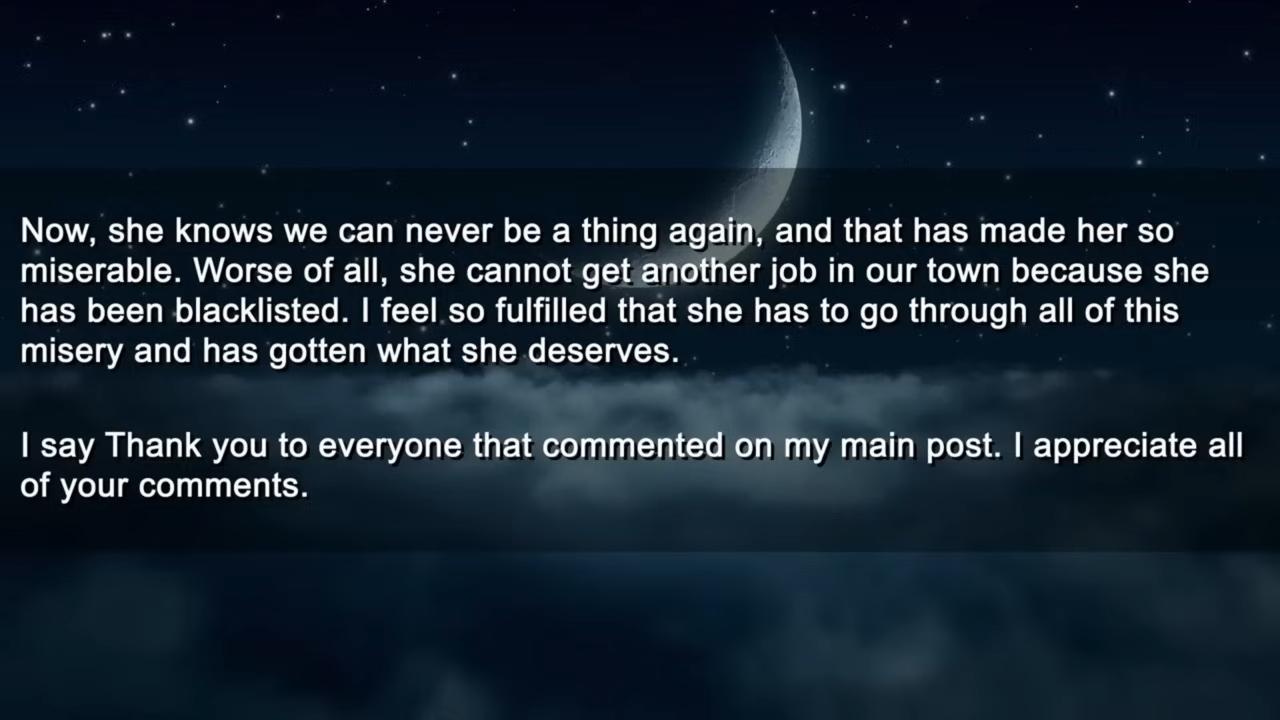 Now, she knows we can never be a thing again, and that has made her so
miserable. Worse of all, she cannot get another job in our town because she
has been blacklisted. I feel so fulfilled that she has to go through all of this
misery and has gotten what she deserves.
I say Thank you to everyone that commented on my main post. I appreciate all
of your comments.